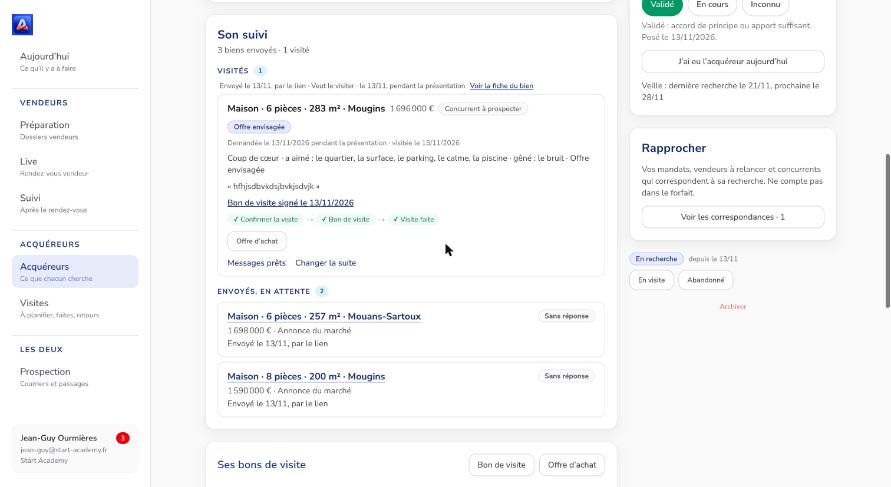 Aujourd'hui
Ce qu'il y a à faire
VENDEURS
Préparation
Dossiers vendeurs
Live
Rendez-vous vendeur
Suivi
Après le rendez-vous
ACQUÉREURS
Acquéreurs
Ce que chacun cherche
Visites
À planifier, faites, retours
LES DEUX
Prospection
Courriers et passages
Jean-Guy Ourmières 3
jean-guy@start-academy.fr
Start Academy
Son suivi
3 biens envoyés · 1 visité
VISITÉS 1
Envoyé le 13/11, par le lien · Veut le visiter · le 13/11, pendant la présentation Voir la fiche du bien
Maison · 6 pièces · 283 m² · Mougins 1 696 000 € Concurrent à prospecter
Offre envisagée
Demandée le 13/11/2026 pendant la présentation · visitée le 13/11/2026
Coup de cœur · a aimé : le quartier, la surface, le parking, le calme, la piscine · gêné : le bruit · Offre
envisagée
« hfhjsdbvkdsjbvkjsdvjk »
Bon de visite signé le 13/11/2026
✓ Confirmer la visite → ✓ Bon de visite → ✓ Visite faite
Offre d'achat
Messages prêts Changer la suite
ENVOYÉS, EN ATTENTE 2
Maison · 6 pièces · 257 m² · Mouans-Sartoux Sans réponse
1 698 000 € · Annonce du marché
Envoyé le 13/11, par le lien
Maison · 8 pièces · 200 m² · Mougins Sans réponse
1 590 000 € · Annonce du marché
Envoyé le 13/11, par le lien
Ses bons de visite Bon de visite Offre d'achat
Validé En cours Inconnu
Validé : accord de principe ou apport suffisant.
Posé le 13/11/2026.
J'ai eu l'acquéreur aujourd'hui
Veille : dernière recherche le 21/11, prochaine le
28/11
Rapprocher
Vos mandats, vendeurs à relancer et concurrents
qui correspondent à sa recherche. Ne compte pas
dans le forfait.
Voir les correspondances · 1
En recherche depuis le 13/11
En visite Abandonné
Archiver